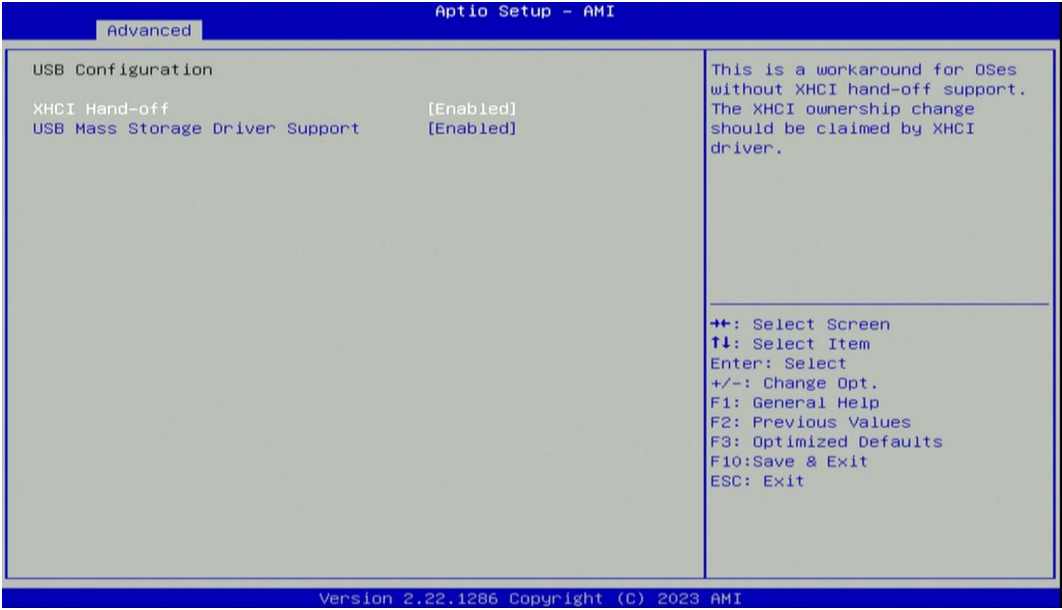 Aptio Setup – AMI
Advanced
USB Configuration
XHCI Hand-off [Enabled]
USB Mass Storage Driver Support [Enabled]
This is a workaround for OSes
without XHCI hand-off support.
The XHCI ownership change
should be claimed by XHCI
driver.
→←: Select Screen
↑↓: Select Item
Enter: Select
+/-: Change Opt.
F1: General Help
F2: Previous Values
F3: Optimized Defaults
F10:Save & Exit
ESC: Exit
Version 2.22.1286 Copyright (C) 2023 AMI